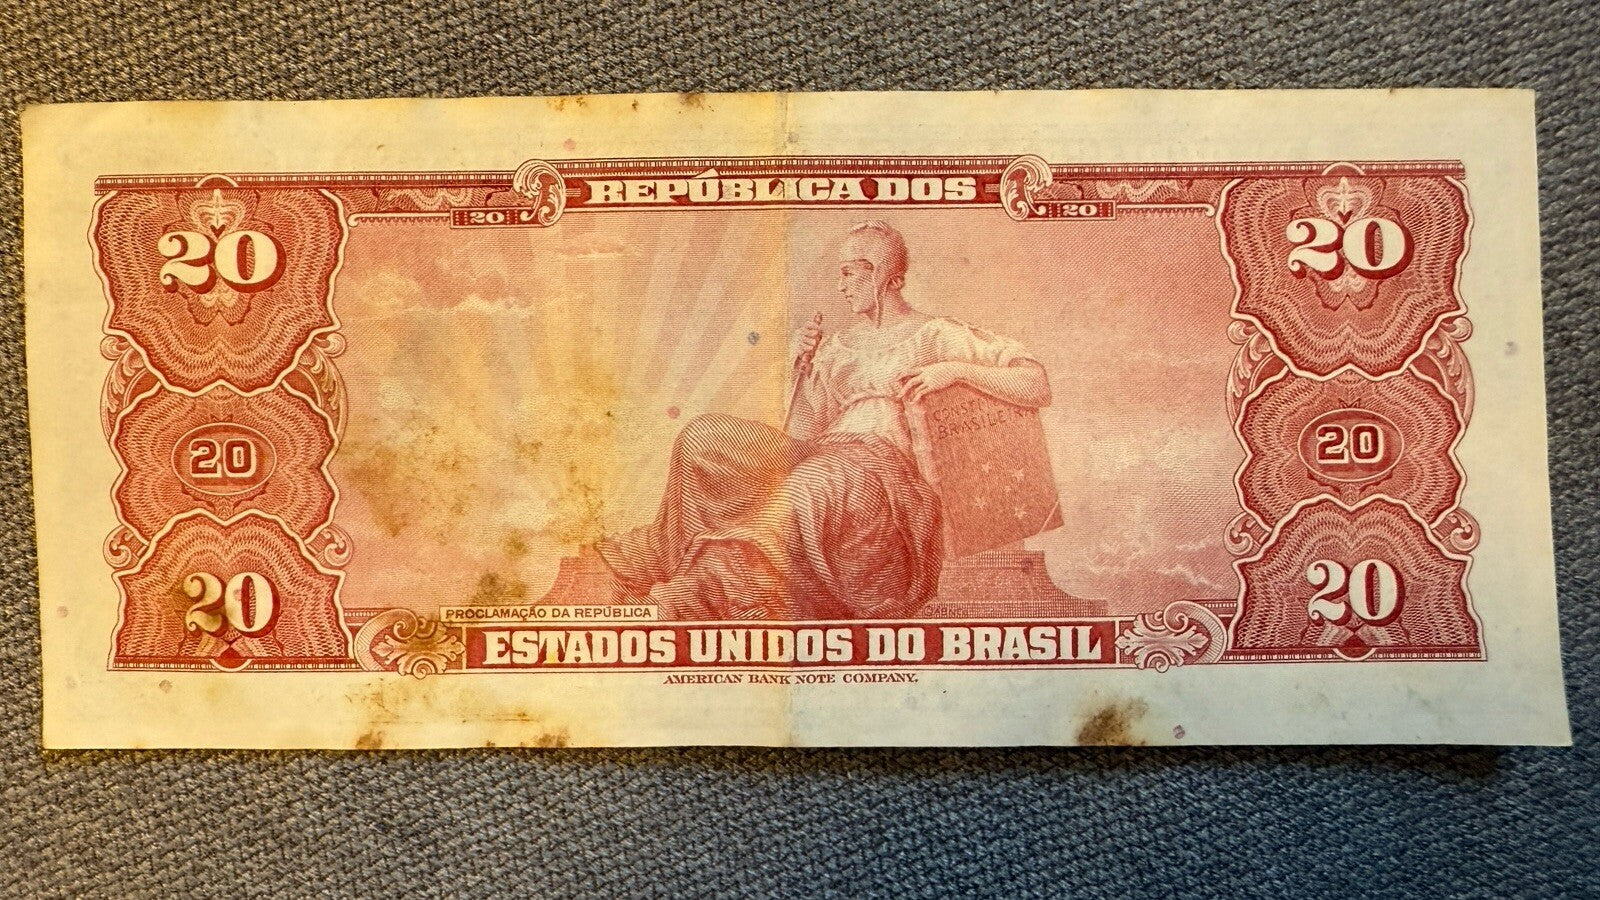 REPÚBLICA DOS
20 20
20 20
20 20
BRASILEIRA
20 20
PROCLAMAÇÃO DA REPÚBLICA
ESTADOS UNIDOS DO BRASIL
AMERICAN BANK NOTE COMPANY.